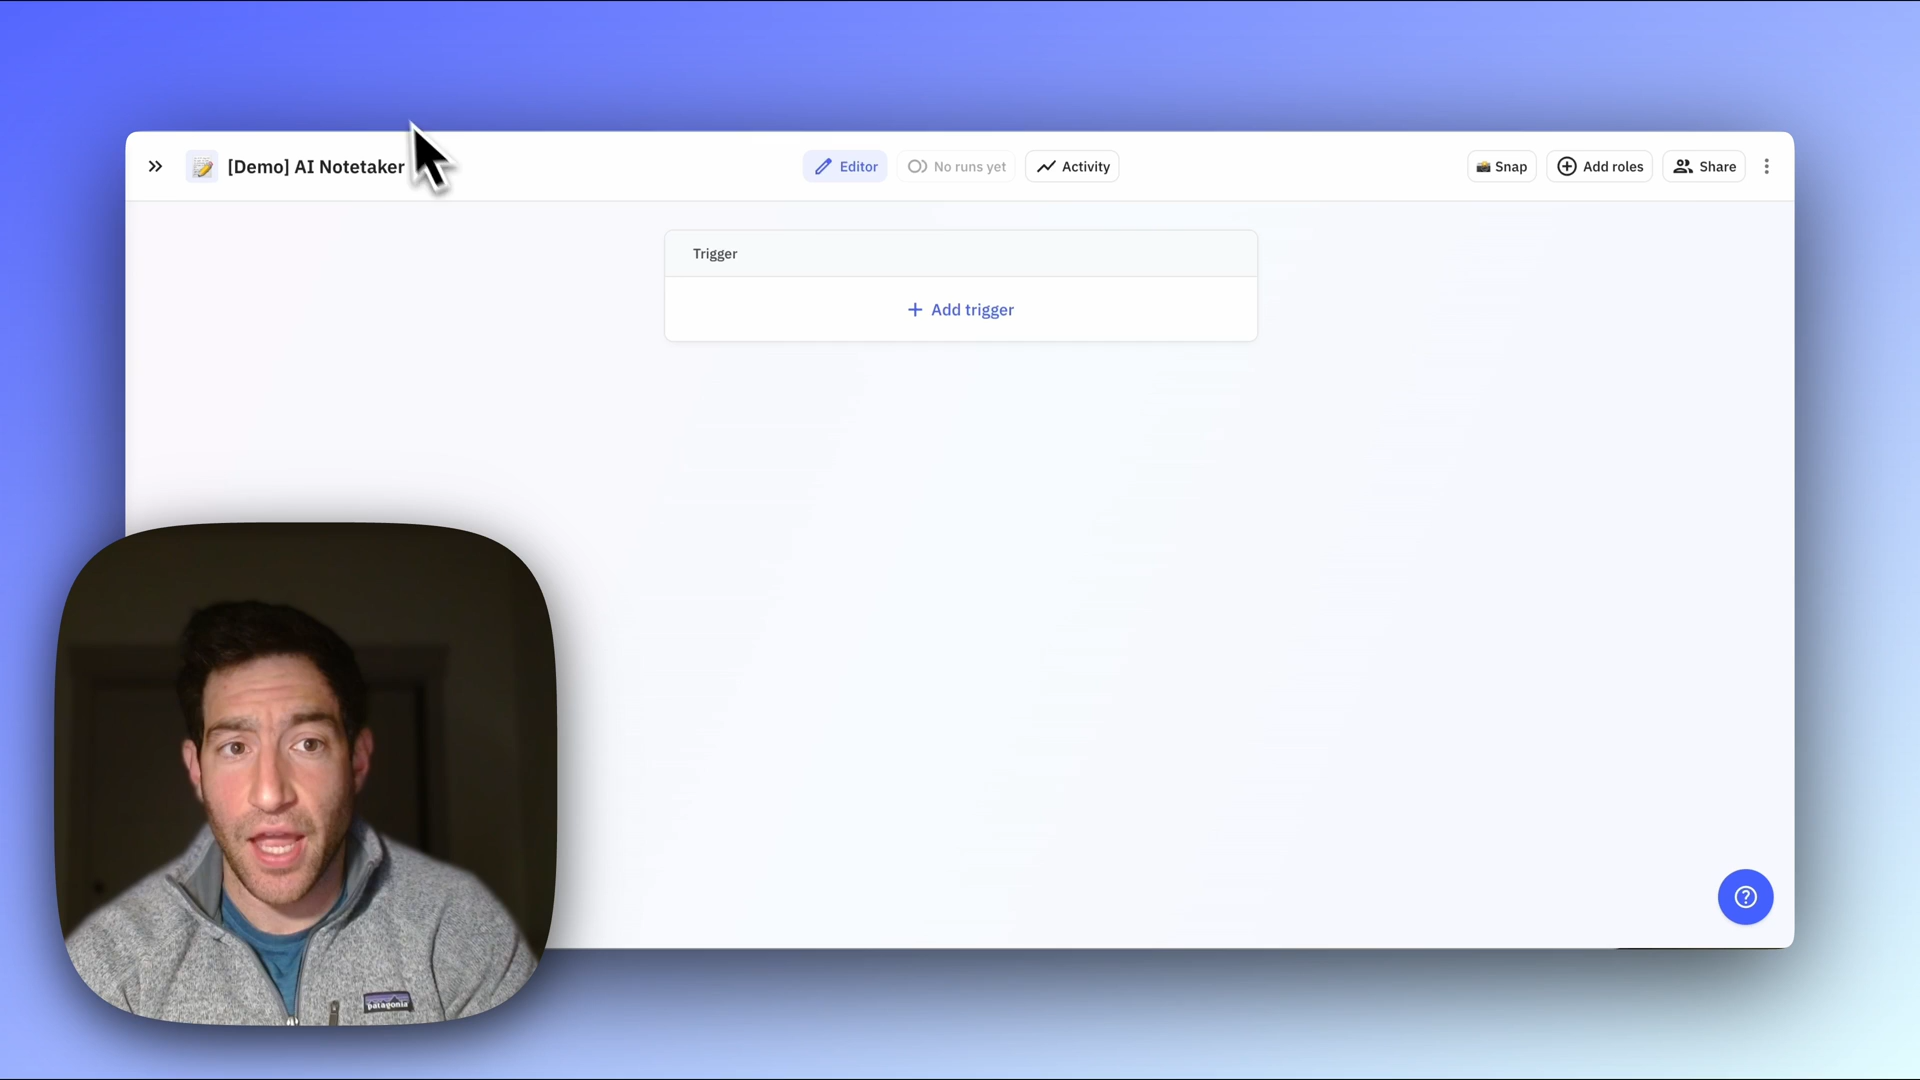 [Demo] AI Notetaker
Editor
No runs yet
Activity
Snap
Add roles
Share
Trigger
+ Add trigger
patagonia